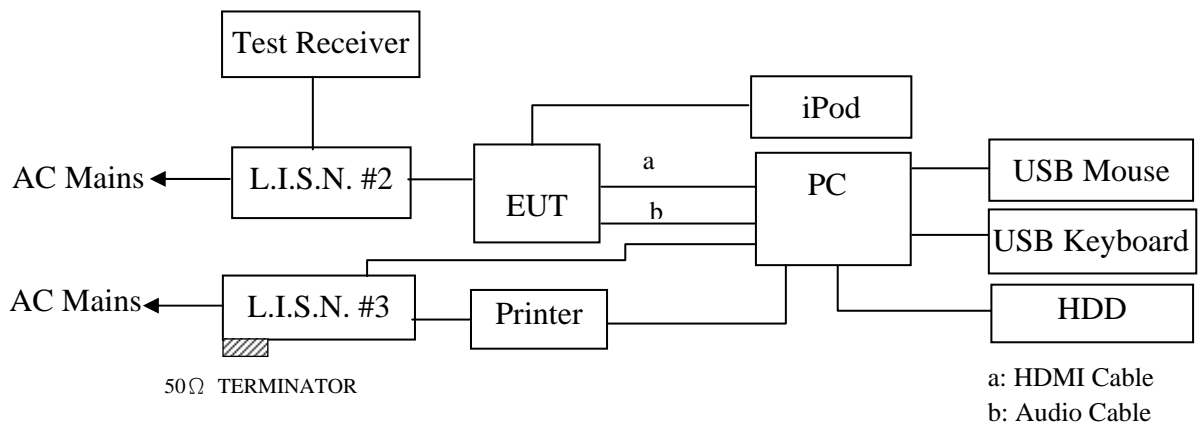 Test Receiver
iPod
AC Mains
L.I.S.N. #2
EUT
a
b
PC
USB Mouse
USB Keyboard
AC Mains
L.I.S.N. #3
Printer
HDD
50Ω TERMINATOR
a: HDMI Cable
b: Audio Cable